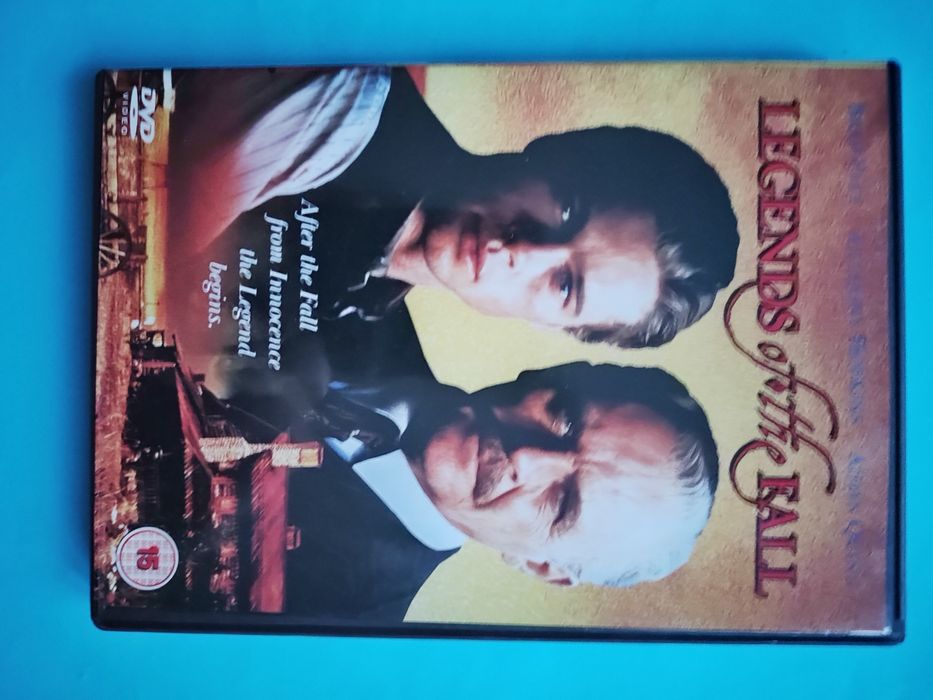 LEGENDS of the FALL
After the Fall
from Innocence
the Legend
begins.
DVD
VIDEO
15